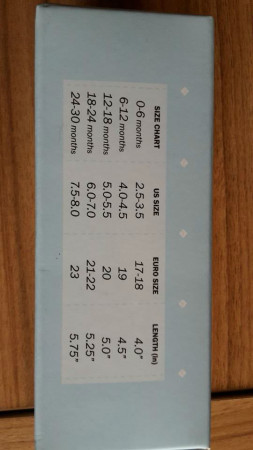 SIZE CHART US SIZE EURO SIZE LENGTH (in)
0-6 months 2.5-3.5 17-18 4.0"
6-12 months 4.0-4.5 19 4.5"
12-18 months 5.0-5.5 20 5.0"
18-24 months 6.0-7.0 21-22 5.25"
24-30 months 7.5-8.0 23 5.75"